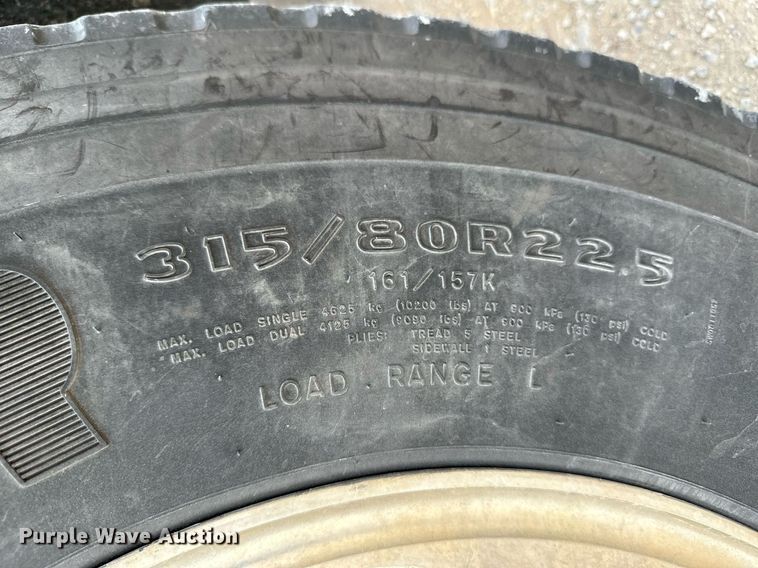 315/80R22.5
161/157K
MAX. LOAD SINGLE 4625 kg (10200 lbs) AT 900 kPa (130 psi) COLD
MAX. LOAD DUAL 4125 kg (9090 lbs) AT 900 kPa (130 psi) COLD
PLIES: TREAD 5 STEEL
SIDEWALL 1 STEEL
LOAD RANGE L
Purple Wave Auction